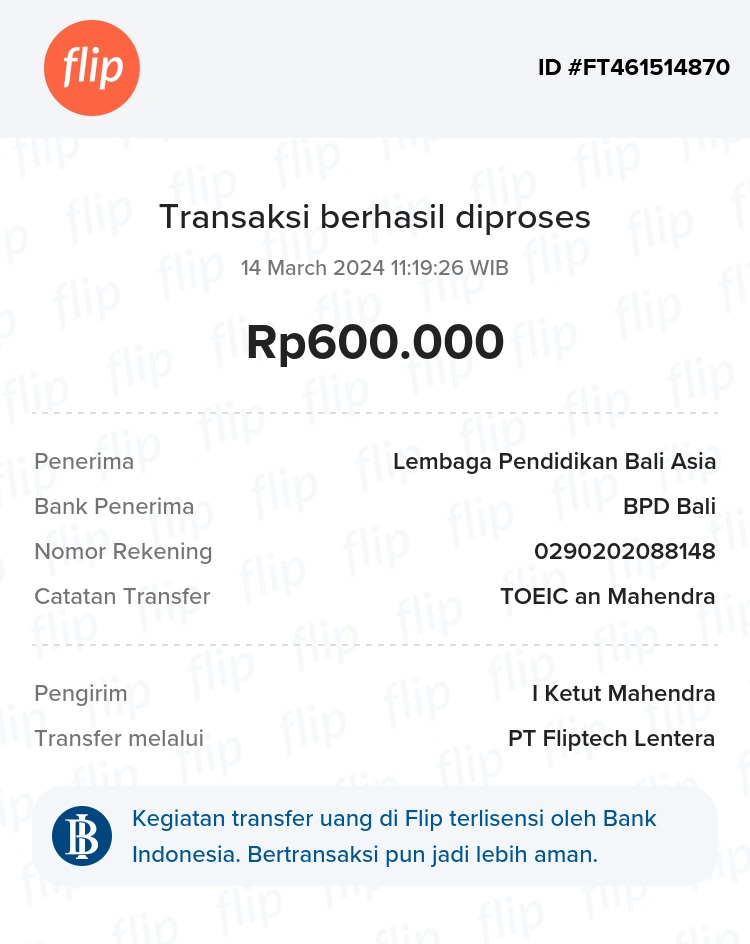 flip
ID #FT461514870
Transaksi berhasil diproses
14 March 2024 11:19:26 WIB
Rp600.000
Penerima Lembaga Pendidikan Bali Asia
Bank Penerima BPD Bali
Nomor Rekening 0290202088148
Catatan Transfer TOEIC an Mahendra
Pengirim I Ketut Mahendra
Transfer melalui PT Fliptech Lentera
Kegiatan transfer uang di Flip terlisensi oleh Bank
Indonesia. Bertransaksi pun jadi lebih aman.